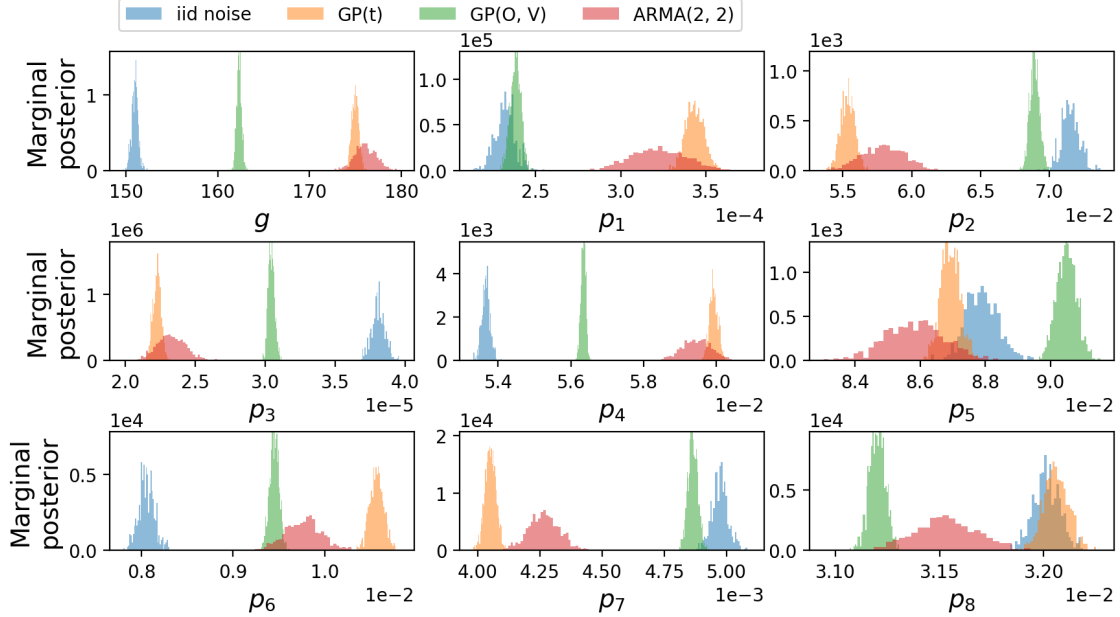 iid noise GP(t) GP(O, V) ARMA(2, 2)
1e5 1e3
Marginal posterior
1 0
150 160 170 180
g
1.0 0.5 0.0
2.5 3.0 3.5
p1 1e−4
1.0 0.5 0.0
5.5 6.0 6.5 7.0
p2 1e−2
1e6 1e3 1e3
Marginal posterior
1 0
2.0 2.5 3.0 3.5 4.0
p3 1e−5
4 2 0
5.4 5.6 5.8 6.0
p4 1e−2
1.0 0.5 0.0
8.4 8.6 8.8 9.0
p5 1e−2
1e4 1e4 1e4
Marginal posterior
0.5 0.0
0.8 0.9 1.0
p6 1e−2
2 1 0
4.00 4.25 4.50 4.75 5.00
p7 1e−3
0.5 0.0
3.10 3.15 3.20
p8 1e−2